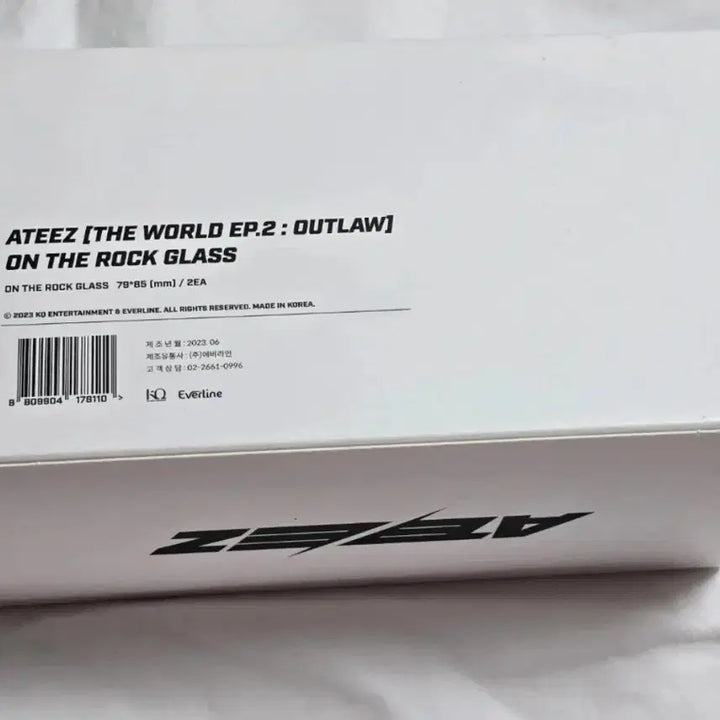 ATEEZ [THE WORLD EP.2 : OUTLAW]
ON THE ROCK GLASS
ON THE ROCK GLASS 79*85 [mm] / 2EA
© 2023 KQ ENTERTAINMENT & EVERLINE. ALL RIGHTS RESERVED. MADE IN KOREA.
제 조 년 월 : 2023. 06
제조유통사 : (주)에버라인
고 객 상 담 : 02-2661-0996
8 809904 178110 >
KQ Everline
ATEEZ